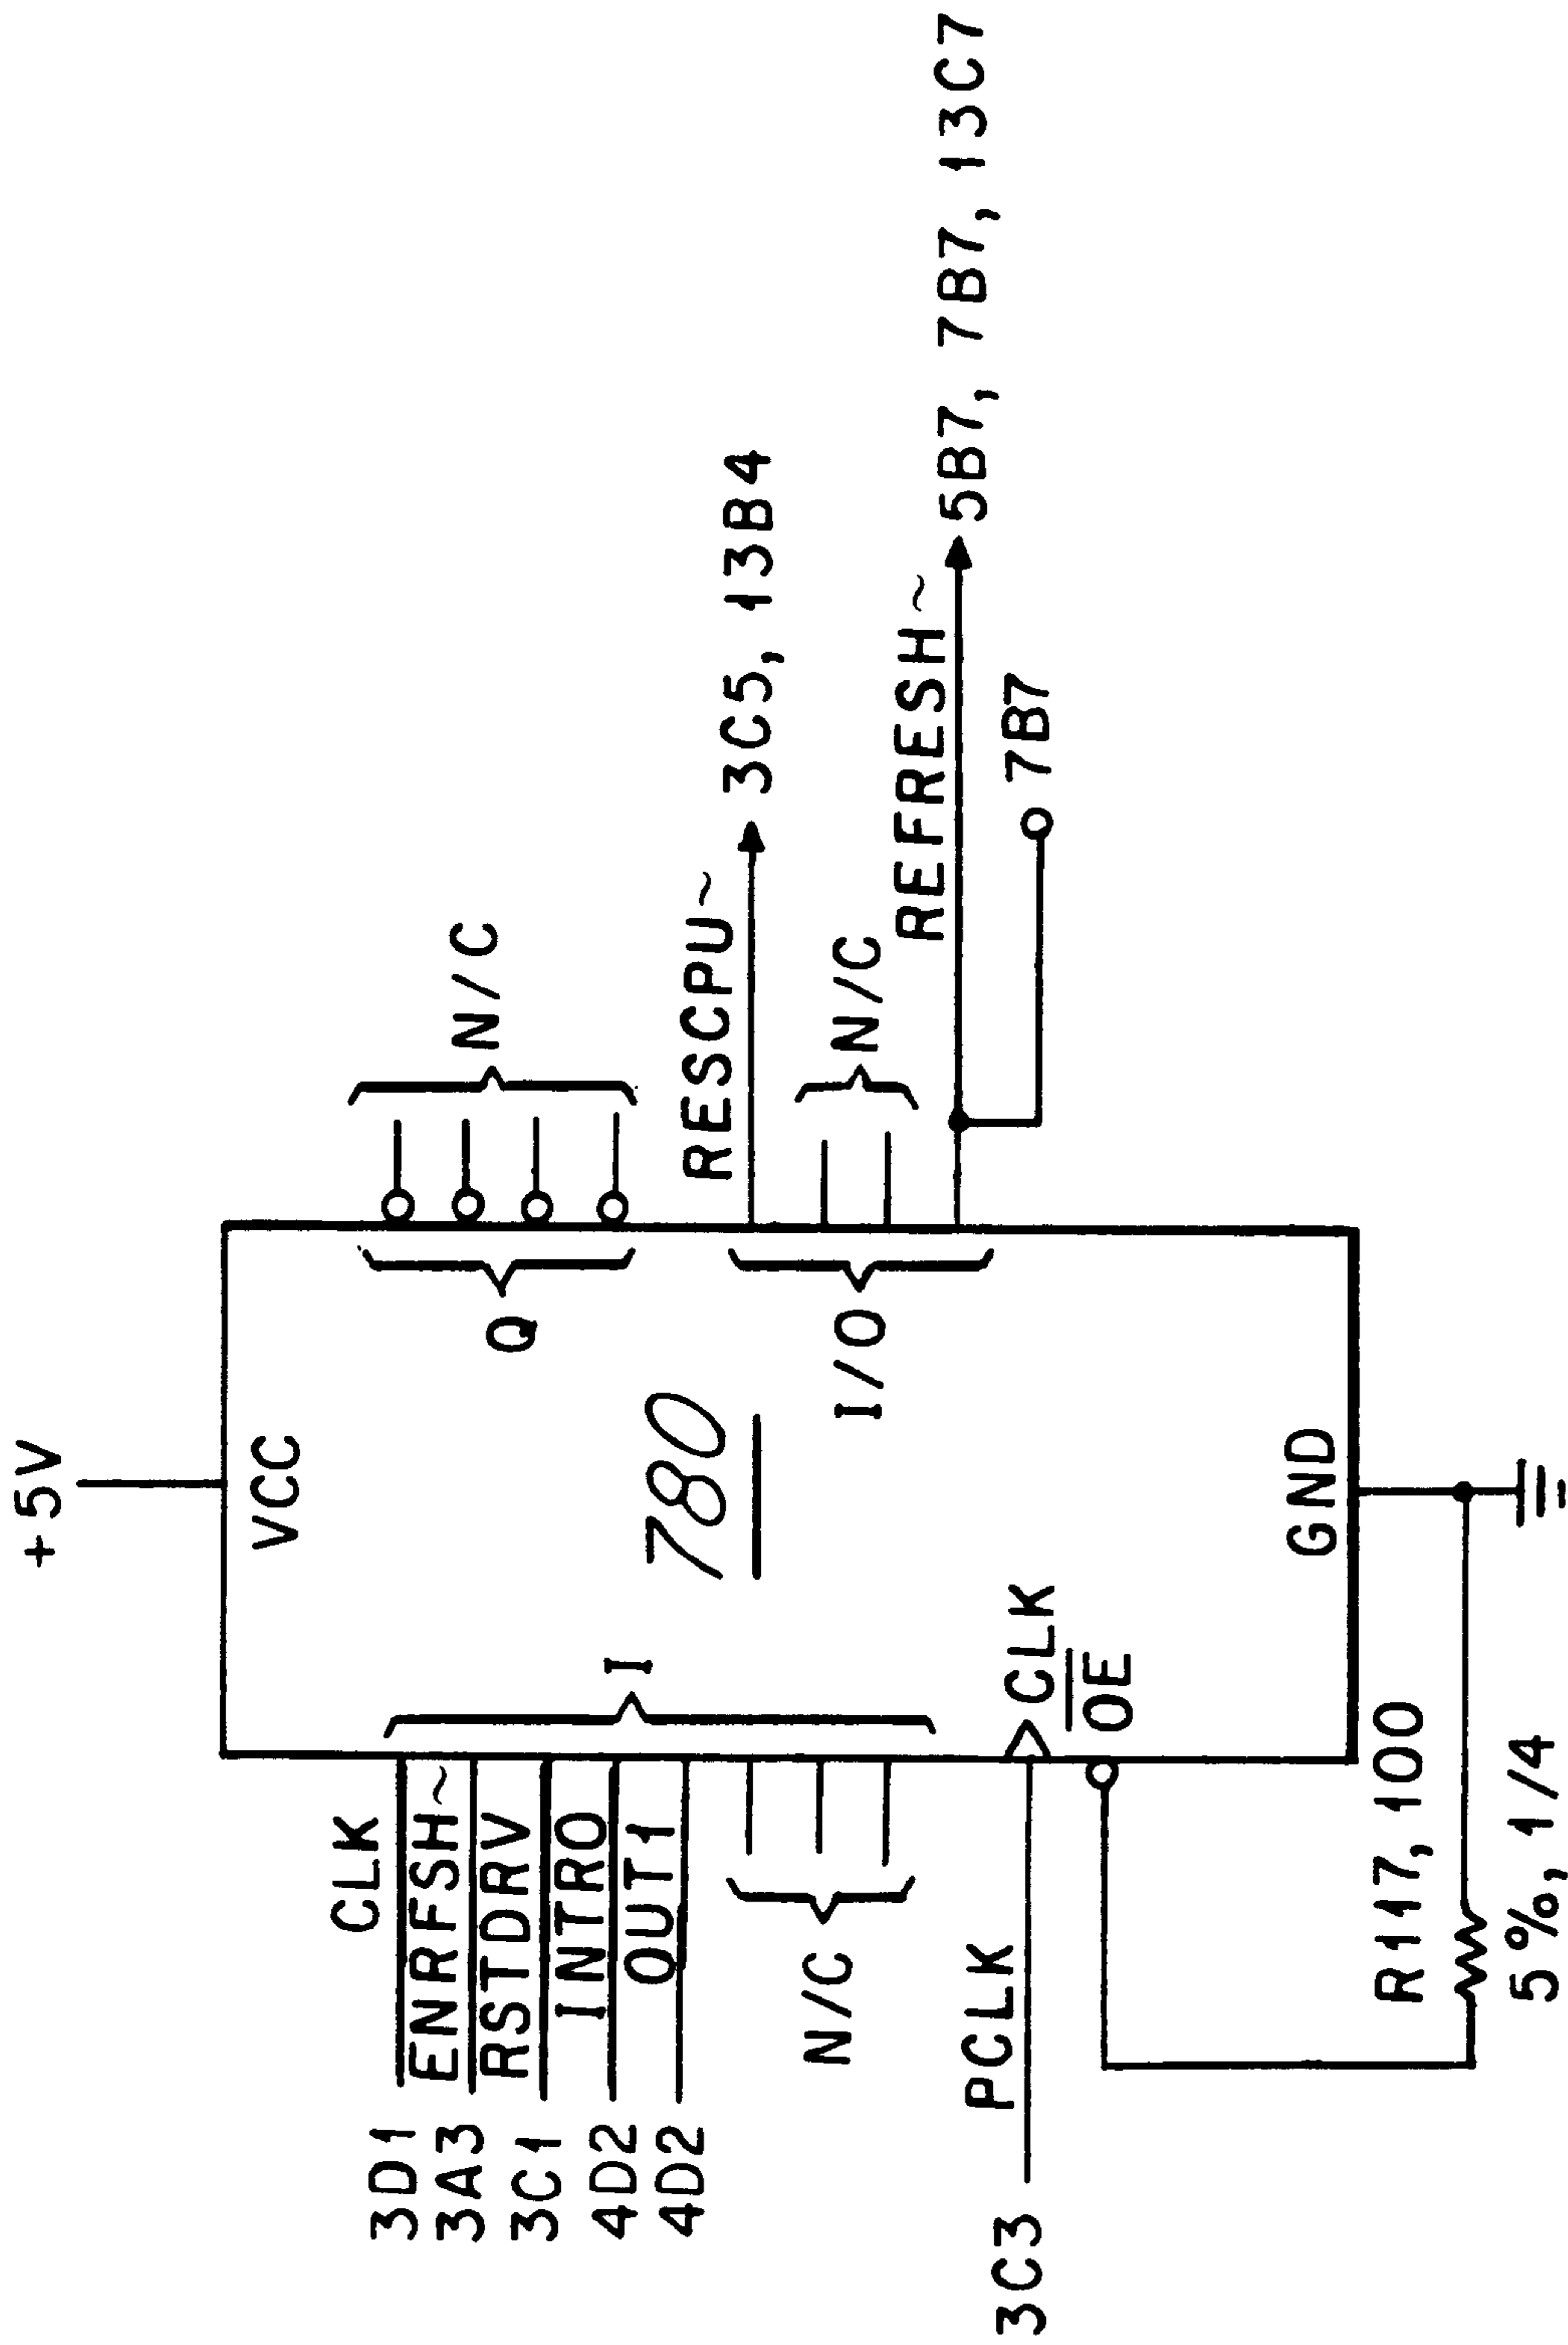 +5V
VCC
3D1 CLK
3A3 ENRFSH~
3C1 RSTDRV
4D2 INTR0
4D2 OUT1
I
N/C
3C3 PCLK
CLK
OE
780
Q
N/C
RESCPU~
3C5, 13B4
I/O
N/C
REFRESH~
5B7, 7B7, 13C7
7B7
GND
R117, 100
5%, 1/4